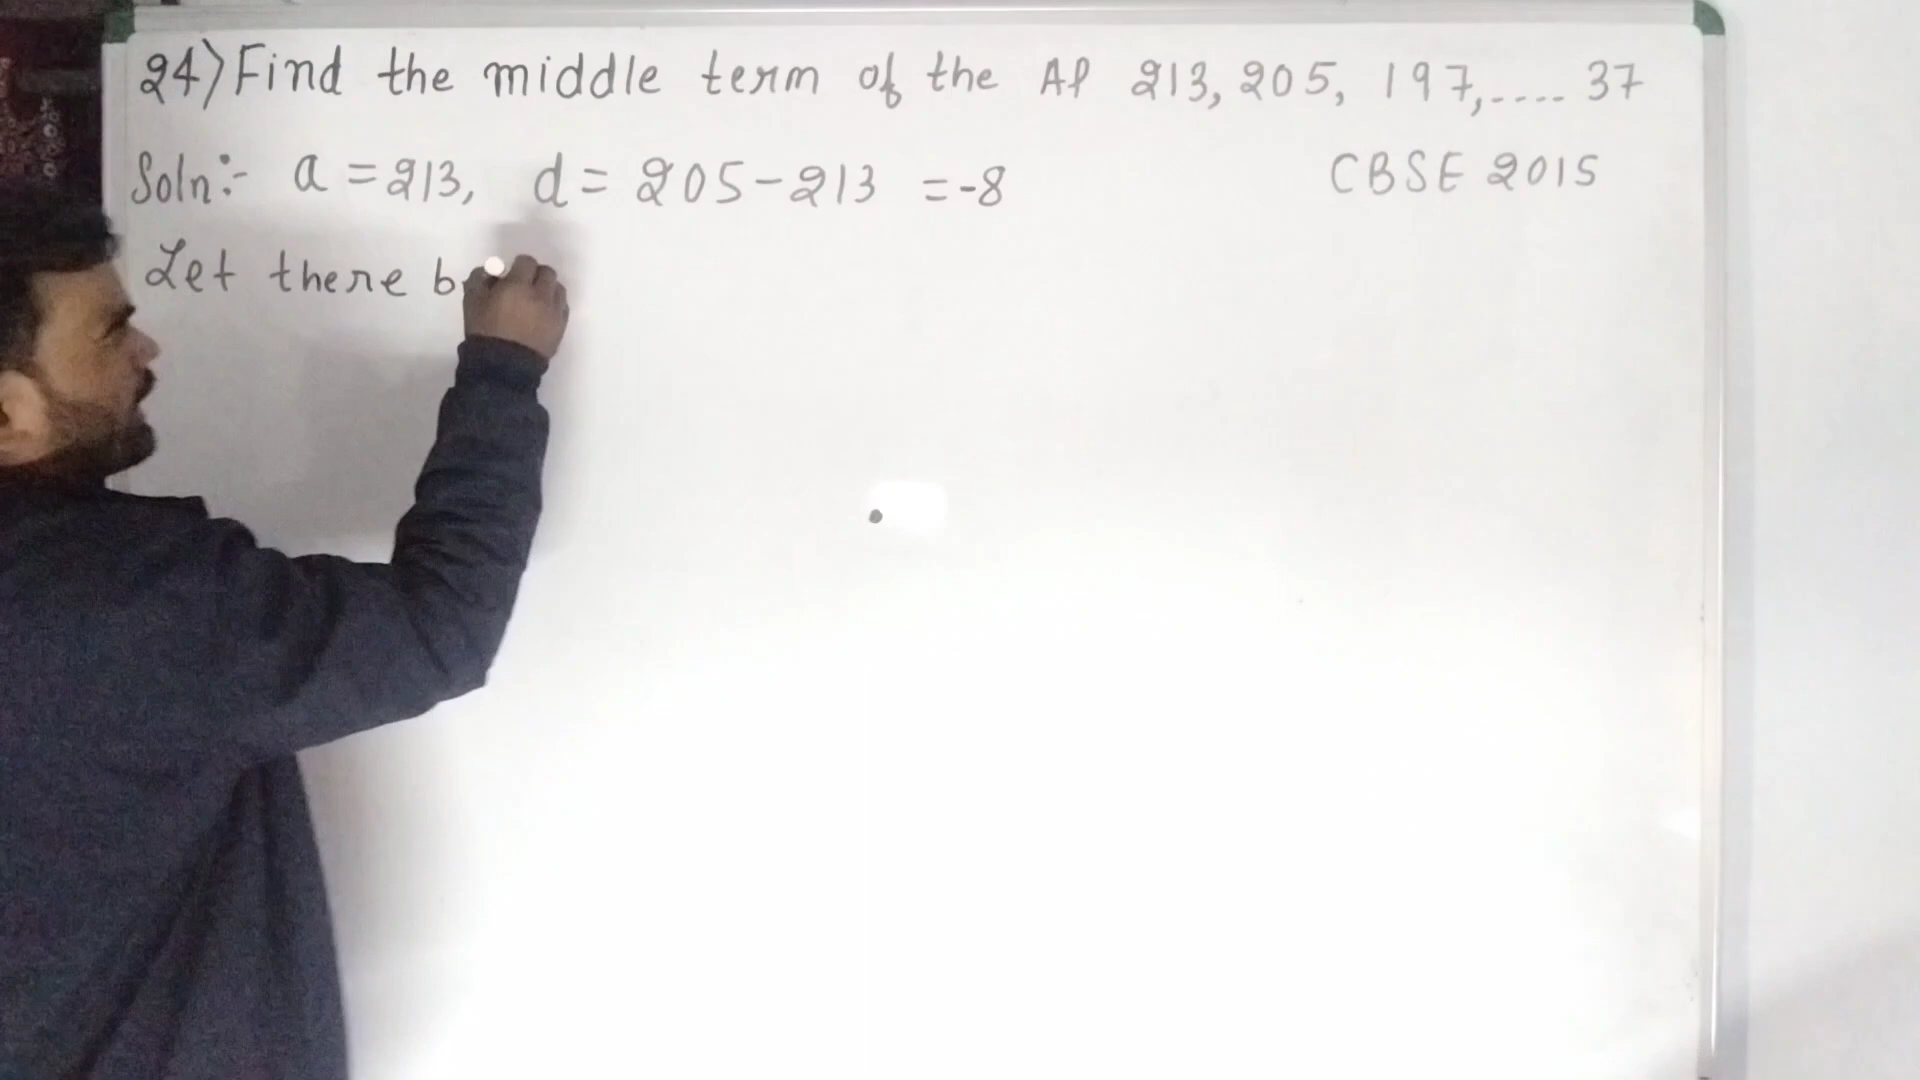 24) Find the middle term of the AP 213, 205, 197,.... 37
Soln:- a = 213, d = 205-213 = -8
CBSE 2015
Let there